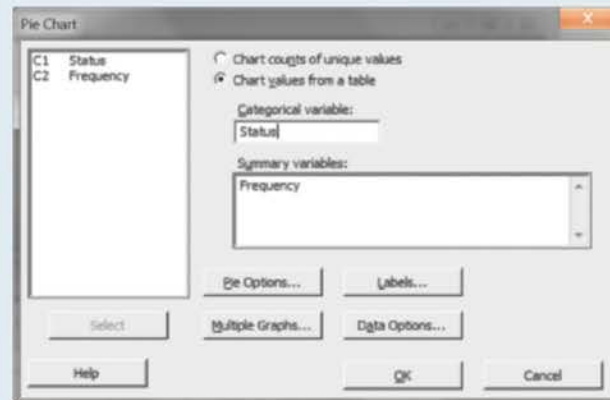 Pie Chart
C1 Status
C2 Frequency
Chart counts of unique values
Chart values from a table
Categorical variable:
Status
Summary variables:
Frequency
Pie Options...
Labels...
Select
Multiple Graphs...
Data Options...
Help
OK
Cancel